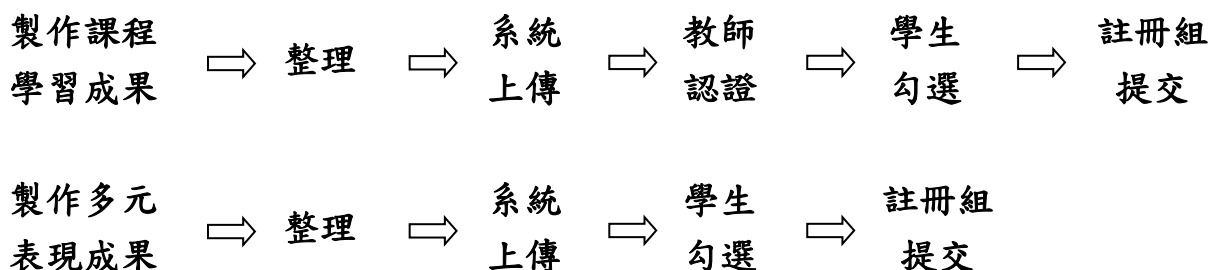 製作課程 ⇨ 整理 ⇨ 系統 ⇨ 教師 ⇨ 學生 ⇨ 註冊組
學習成果 上傳 認證 勾選 提交
製作多元 ⇨ 整理 ⇨ 系統 ⇨ 學生 ⇨ 註冊組
表現成果 上傳 勾選 提交